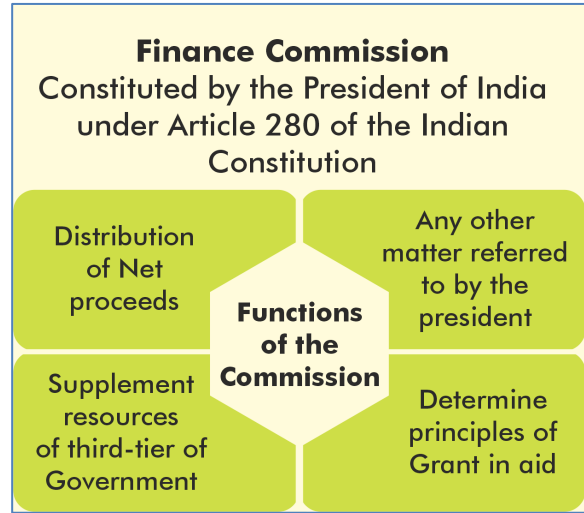 Finance Commission
Constituted by the President of India
under Article 280 of the Indian
Constitution
Distribution
of Net
proceeds
Any other
matter referred
to by the
president
Functions
of the
Commission
Supplement
resources
of third-tier of
Government
Determine
principles of
Grant in aid